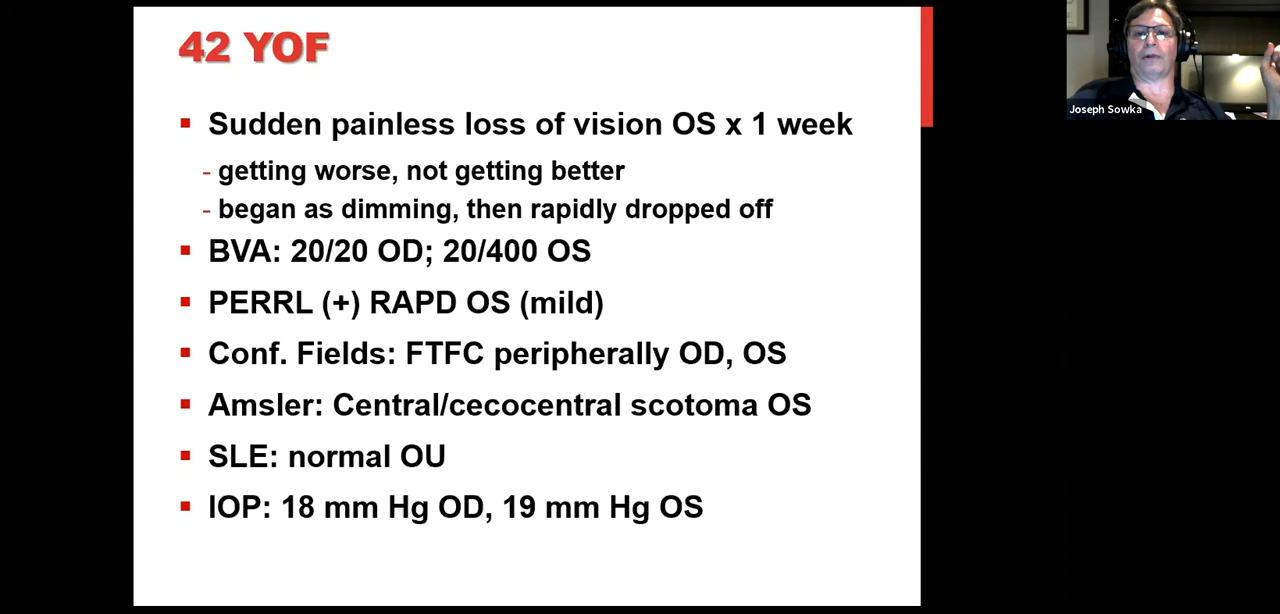 42 YOF
Sudden painless loss of vision OS x 1 week
- getting worse, not getting better
- began as dimming, then rapidly dropped off
BVA: 20/20 OD; 20/400 OS
PERRL (+) RAPD OS (mild)
Conf. Fields: FTFC peripherally OD, OS
Amsler: Central/cecocentral scotoma OS
SLE: normal OU
IOP: 18 mm Hg OD, 19 mm Hg OS
Joseph Sowka